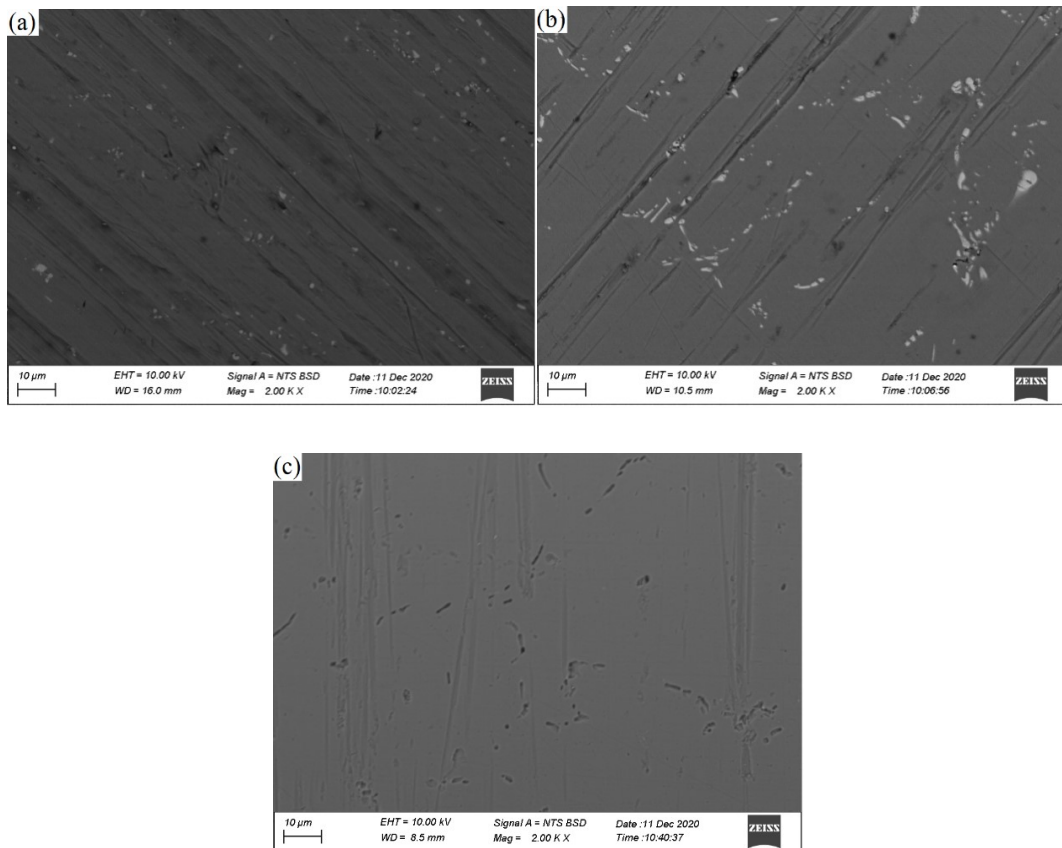 (a)
10 µm
EHT = 10.00 kV
Signal A = NTS BSD
Date :11 Dec 2020
WD = 16.0 mm
Mag = 2.00 K X
Time :10:02:24
ZEISS
(b)
10 µm
EHT = 10.00 kV
Signal A = NTS BSD
Date :11 Dec 2020
WD = 10.5 mm
Mag = 2.00 K X
Time :10:06:56
ZEISS
(c)
10 µm
EHT = 10.00 kV
Signal A = NTS BSD
Date :11 Dec 2020
WD = 8.5 mm
Mag = 2.00 K X
Time :10:40:37
ZEISS